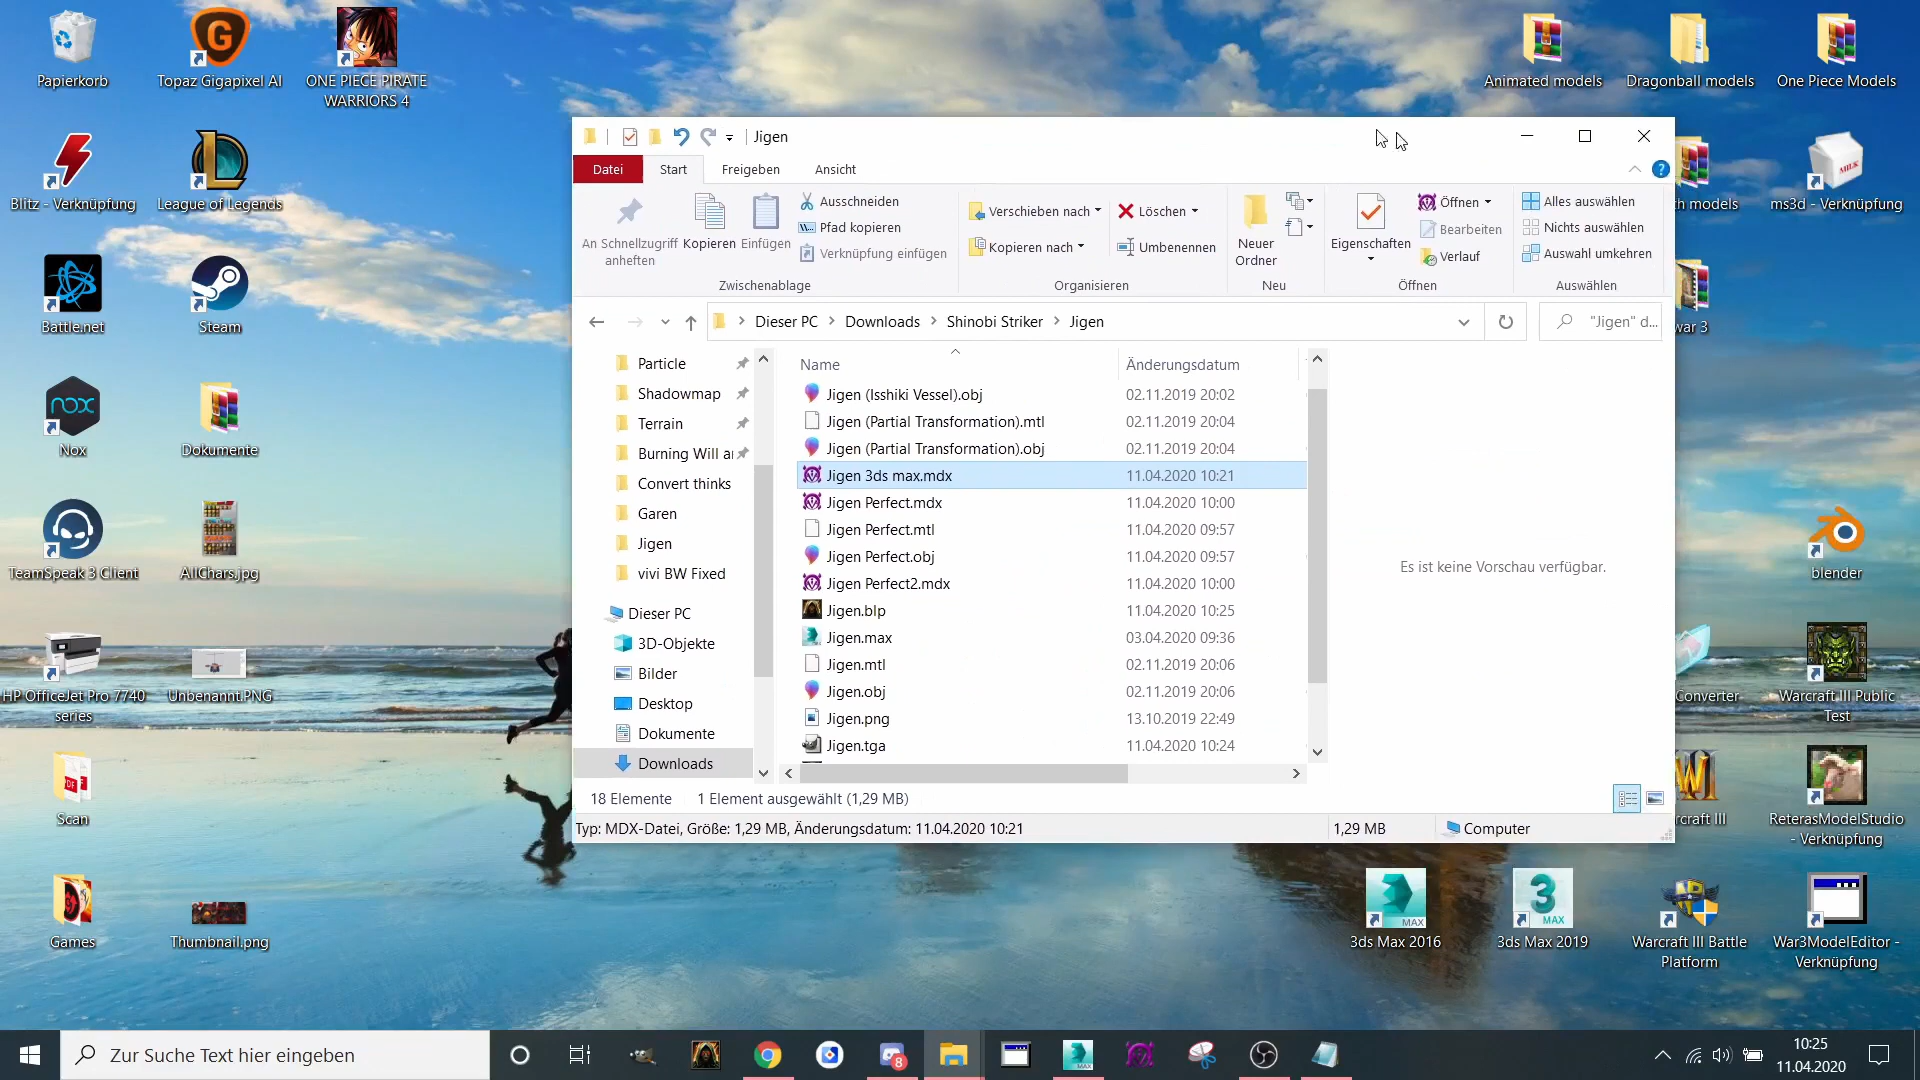 Papierkorb
Topaz Gigapixel AI
ONE PIECE PIRATE
WARRIORS 4
Animated models
Dragonball models
One Piece Models
Blitz - Verknüpfung
League of Legends
ms3d - Verknüpfung
MILK
Battle.net
Steam
war 3
Nox
nox
Dokumente
TeamSpeak 3 Client
AllChars.jpg
blender
HP OfficeJet Pro 7740
series
Unbenannt.PNG
Converter
Warcraft III Public
Test
Scan
PDF
ReterasModelStudio
- Verknüpfung
Games
Thumbnail.png
3ds Max 2016
3ds Max 2019
MAX
MAX
Warcraft III Battle
Platform
War3ModelEditor -
Verknüpfung
Jigen
Datei
Start
Freigeben
Ansicht
An Schnellzugriff
anheften
Kopieren
Einfügen
Ausschneiden
Pfad kopieren
Verknüpfung einfügen
Zwischenablage
Verschieben nach
Kopieren nach
Löschen
Umbenennen
Organisieren
Neuer
Ordner
Neu
Eigenschaften
Öffnen
Bearbeiten
Verlauf
Öffnen
Alles auswählen
Nichts auswählen
Auswahl umkehren
Auswählen
Dieser PC
Downloads
Shinobi Striker
Jigen
"Jigen" d...
Particle
Shadowmap
Terrain
Convert thinks
Garen
Jigen
vivi BW Fixed
Dieser PC
3D-Objekte
Bilder
Desktop
Dokumente
Downloads
Name
Änderungsdatum
Jigen (Isshiki Vessel).obj 02.11.2019 20:02
Jigen (Partial Transformation).mtl 02.11.2019 20:04
Jigen (Partial Transformation).obj 02.11.2019 20:04
Jigen 3ds max.mdx 11.04.2020 10:21
Jigen Perfect.mdx 11.04.2020 10:00
Jigen Perfect.mtl 11.04.2020 09:57
Jigen Perfect.obj 11.04.2020 09:57
Jigen Perfect2.mdx 11.04.2020 10:00
Jigen.blp 11.04.2020 10:25
Jigen.max 03.04.2020 09:36
Jigen.mtl 02.11.2019 20:06
Jigen.obj 02.11.2019 20:06
Jigen.png 13.10.2019 22:49
Jigen.tga 11.04.2020 10:24
Es ist keine Vorschau verfügbar.
18 Elemente
1 Element ausgewählt (1,29 MB)
Typ: MDX-Datei, Größe: 1,29 MB, Änderungsdatum: 11.04.2020 10:21
1,29 MB
Computer
Zur Suche Text hier eingeben
8
10:25
11.04.2020